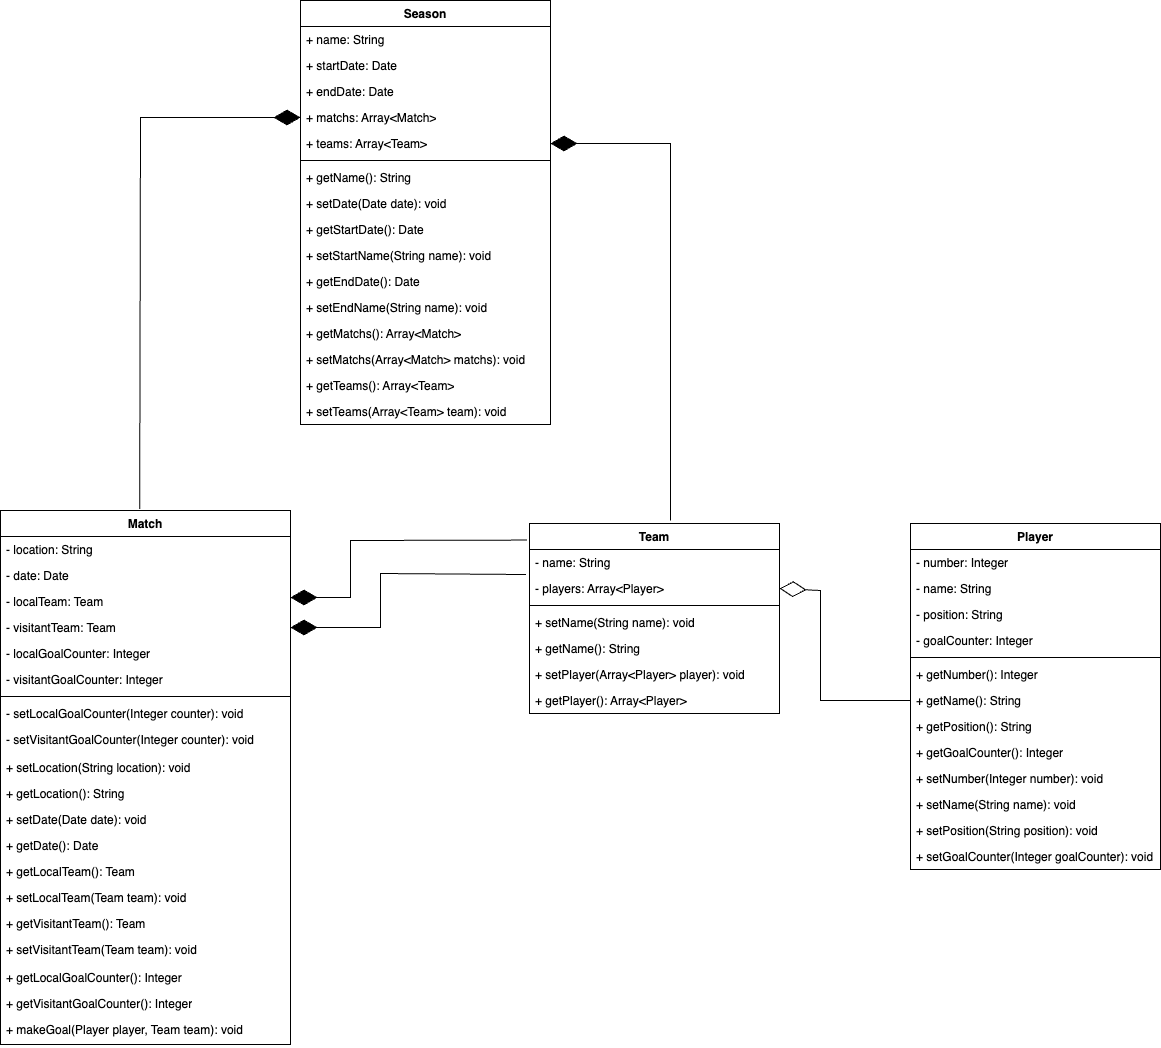 Season
+ name: String
+ startDate: Date
+ endDate: Date
+ matchs: Array<Match>
+ teams: Array<Team>
+ getName(): String
+ setDate(Date date): void
+ getStartDate(): Date
+ setStartName(String name): void
+ getEndDate(): Date
+ setEndName(String name): void
+ getMatchs(): Array<Match>
+ setMatchs(Array<Match> matchs): void
+ getTeams(): Array<Team>
+ setTeams(Array<Team> team): void
Match
- location: String
- date: Date
- localTeam: Team
- visitantTeam: Team
- localGoalCounter: Integer
- visitantGoalCounter: Integer
- setLocalGoalCounter(Integer counter): void
- setVisitantGoalCounter(Integer counter): void
+ setLocation(String location): void
+ getLocation(): String
+ setDate(Date date): void
+ getDate(): Date
+ getLocalTeam(): Team
+ setLocalTeam(Team team): void
+ getVisitantTeam(): Team
+ setVisitantTeam(Team team): void
+ getLocalGoalCounter(): Integer
+ getVisitantGoalCounter(): Integer
+ makeGoal(Player player, Team team): void
Team
- name: String
- players: Array<Player>
+ setName(String name): void
+ getName(): String
+ setPlayer(Array<Player> player): void
+ getPlayer(): Array<Player>
Player
- number: Integer
- name: String
- position: String
- goalCounter: Integer
+ getNumber(): Integer
+ getName(): String
+ getPosition(): String
+ getGoalCounter(): Integer
+ setNumber(Integer number): void
+ setName(String name): void
+ setPosition(String position): void
+ setGoalCounter(Integer goalCounter): void